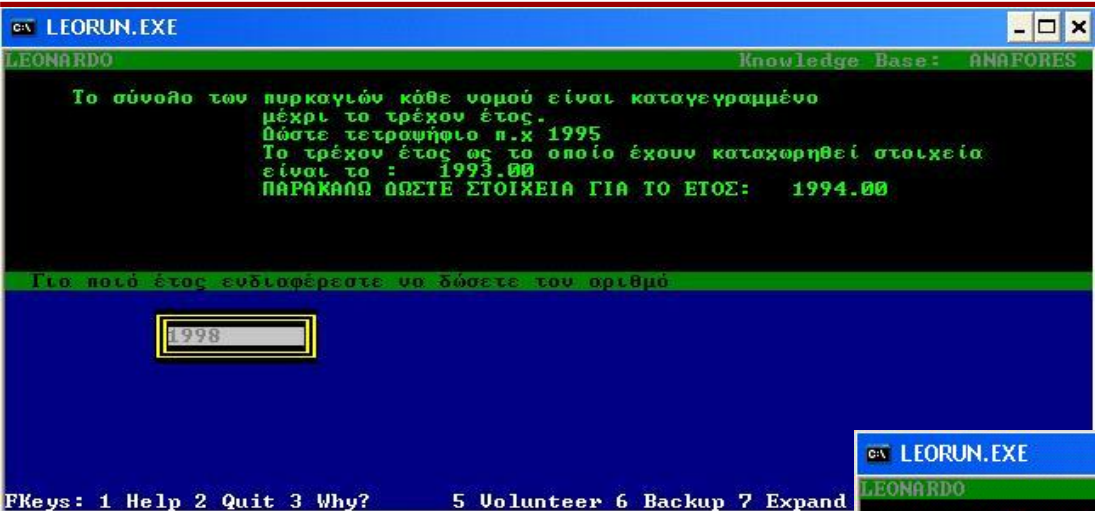 LEORUN.EXE
LEONARDO Knowledge Base: ANAFORES
Το σύνολο των πυρκαγιών κάθε νομού είναι καταγεγραμμένο
μέχρι το τρέχον έτος.
Δώστε τετραψήφιο π.χ 1995
Το τρέχον έτος ως το οποίο έχουν καταχωρηθεί στοιχεία
είναι το : 1993.00
ΠΑΡΑΚΑΛΩ ΔΩΣΤΕ ΣΤΟΙΧΕΙΑ ΓΙΑ ΤΟ ΕΤΟΣ: 1994.00
Για ποιό έτος ενδιαφέρεστε να δώσετε τον αριθμό
1998
FKeys: 1 Help 2 Quit 3 Why? 5 Volunteer 6 Backup 7 Expand
LEORUN.EXE
LEONARDO